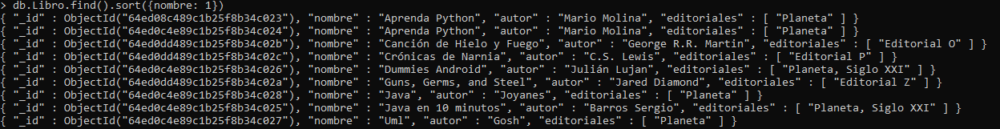 > db.Libro.find().sort({nombre: 1})
{ "_id" : ObjectId("64ed08c489c1b25f8b34c023"), "nombre" : "Aprenda Python", "autor" : "Mario Molina", "editoriales" : [ "Planeta" ] }
{ "_id" : ObjectId("64ed0c4e89c1b25f8b34c024"), "nombre" : "Aprenda Python", "autor" : "Mario Molina", "editoriales" : [ "Planeta" ] }
{ "_id" : ObjectId("64ed0dd489c1b25f8b34c02b"), "nombre" : "Canción de Hielo y Fuego", "autor" : "George R.R. Martin", "editoriales" : [ "Editorial O" ] }
{ "_id" : ObjectId("64ed0dd489c1b25f8b34c02c"), "nombre" : "Crónicas de Narnia", "autor" : "C.S. Lewis", "editoriales" : [ "Editorial P" ] }
{ "_id" : ObjectId("64ed0c4e89c1b25f8b34c026"), "nombre" : "Dummies Android", "autor" : "Julián Lujan", "editoriales" : [ "Planeta, Siglo XXI" ] }
{ "_id" : ObjectId("64ed0dd489c1b25f8b34c02a"), "nombre" : "Guns, Germs, and Steel", "autor" : "Jared Diamond", "editoriales" : [ "Editorial Z" ] }
{ "_id" : ObjectId("64ed0c4e89c1b25f8b34c028"), "nombre" : "Java", "autor" : "Joyanes", "editoriales" : [ "Planeta" ] }
{ "_id" : ObjectId("64ed0c4e89c1b25f8b34c025"), "nombre" : "Java en 10 minutos", "autor" : "Barros Sergio", "editoriales" : [ "Planeta, Siglo XXI" ] }
{ "_id" : ObjectId("64ed0c4e89c1b25f8b34c027"), "nombre" : "Uml", "autor" : "Gosh", "editoriales" : [ "Planeta" ] }